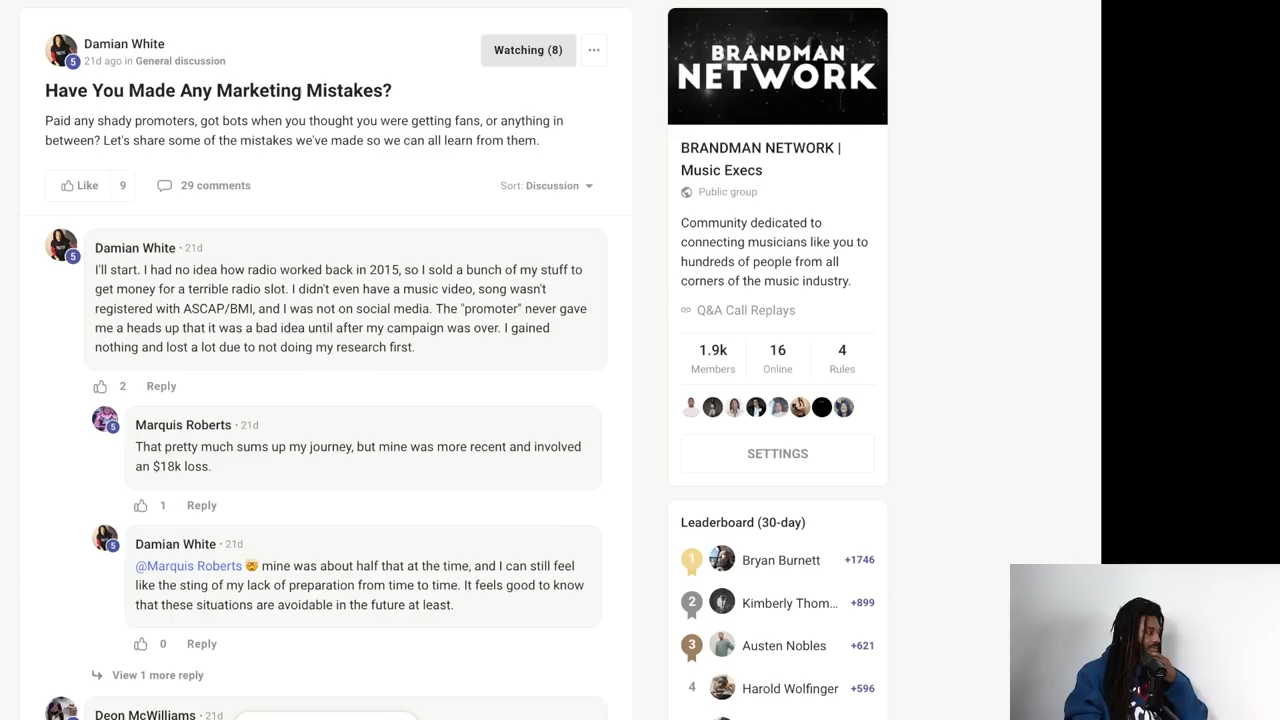 Damian White
Watching (8)
5
21d ago in General discussion
Have You Made Any Marketing Mistakes?
Paid any shady promoters, got bots when you thought you were getting fans, or anything in
between? Let's share some of the mistakes we've made so we can all learn from them.
Like 9 29 comments
Sort: Discussion
Damian White · 21d
5
I'll start. I had no idea how radio worked back in 2015, so I sold a bunch of my stuff to
get money for a terrible radio slot. I didn't even have a music video, song wasn't
registered with ASCAP/BMI, and I was not on social media. The "promoter" never gave
me a heads up that it was a bad idea until after my campaign was over. I gained
nothing and lost a lot due to not doing my research first.
2 Reply
Marquis Roberts · 21d
5
That pretty much sums up my journey, but mine was more recent and involved
an $18k loss.
1 Reply
Damian White · 21d
5
@Marquis Roberts 🤯 mine was about half that at the time, and I can still feel
like the sting of my lack of preparation from time to time. It feels good to know
that these situations are avoidable in the future at least.
0 Reply
View 1 more reply
Deon McWilliams · 21d
5
BRANDMAN
NETWORK
BRANDMAN NETWORK |
Music Execs
Public group
Community dedicated to
connecting musicians like you to
hundreds of people from all
corners of the music industry.
Q&A Call Replays
1.9k 16 4
Members Online Rules
SETTINGS
Leaderboard (30-day)
1 Bryan Burnett +1746
2 Kimberly Thom... +899
3 Austen Nobles +621
4 Harold Wolfinger +596